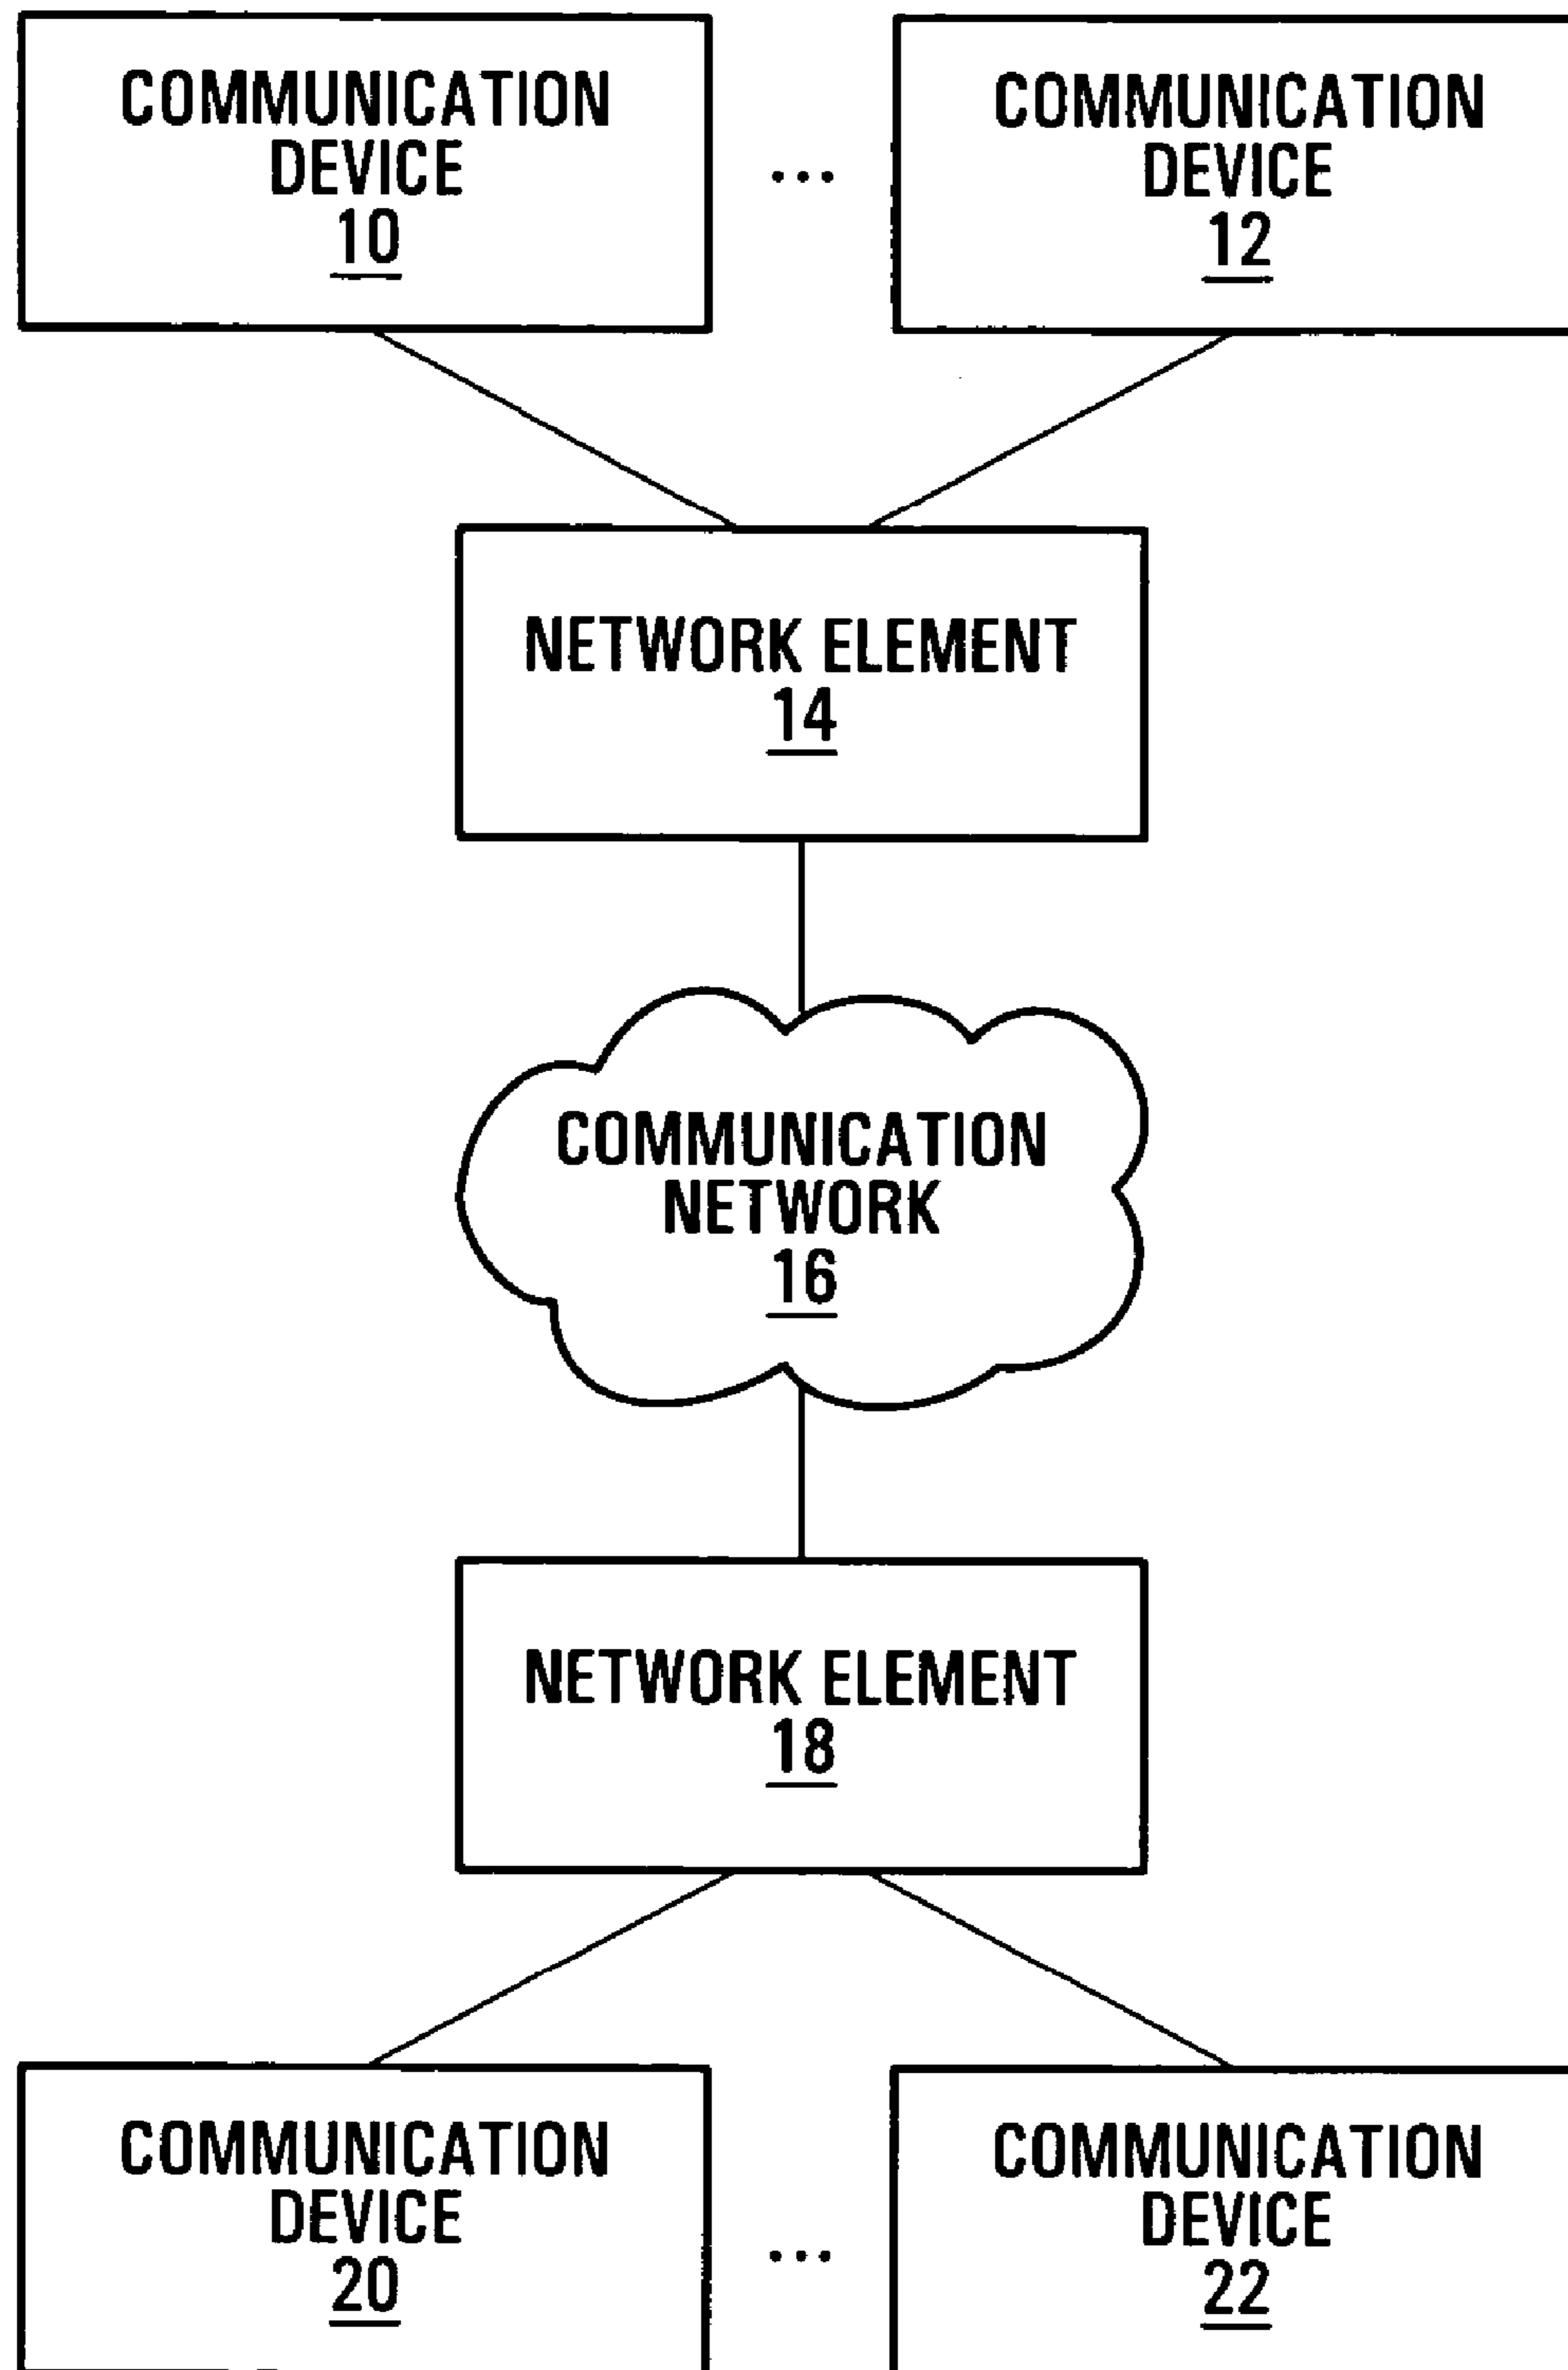 COMMUNICATION
DEVICE
10
...
COMMUNICATION
DEVICE
12
NETWORK ELEMENT
14
COMMUNICATION
NETWORK
16
NETWORK ELEMENT
18
COMMUNICATION
DEVICE
20
...
COMMUNICATION
DEVICE
22